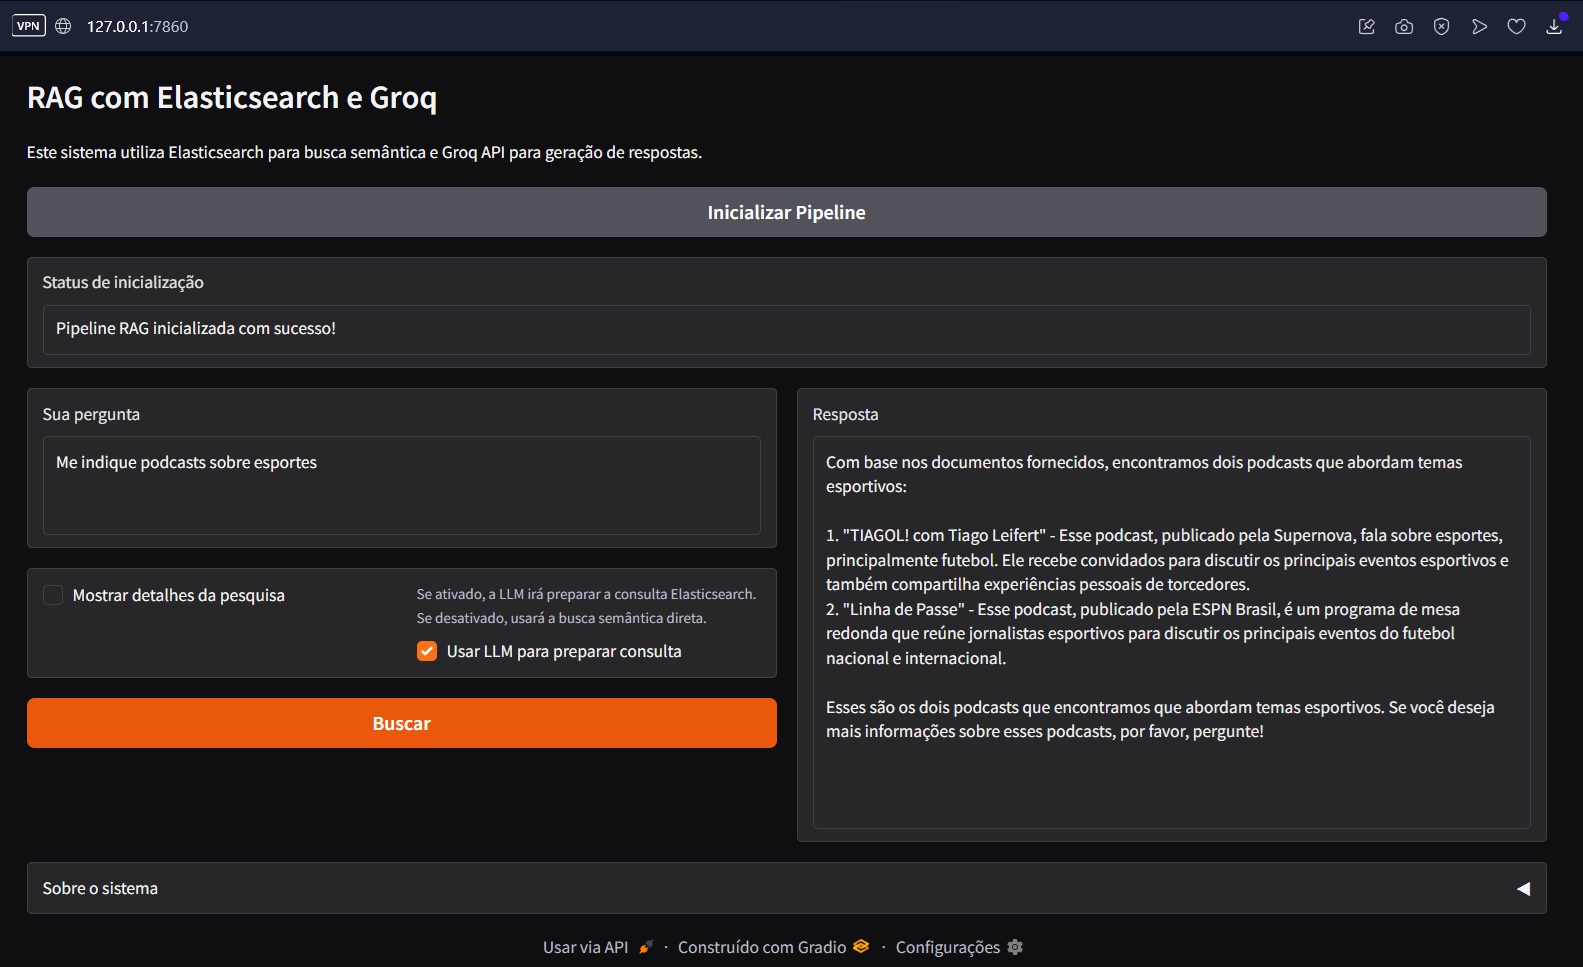 VPN 127.0.0.1:7860
RAG com Elasticsearch e Groq
Este sistema utiliza Elasticsearch para busca semântica e Groq API para geração de respostas.
Inicializar Pipeline
Status de inicialização
Pipeline RAG inicializada com sucesso!
Sua pergunta
Me indique podcasts sobre esportes
Mostrar detalhes da pesquisa
Se ativado, a LLM irá preparar a consulta Elasticsearch.
Se desativado, usará a busca semântica direta.
Usar LLM para preparar consulta
Buscar
Resposta
Com base nos documentos fornecidos, encontramos dois podcasts que abordam temas
esportivos:
1. "TIAGOL! com Tiago Leifert" - Esse podcast, publicado pela Supernova, fala sobre esportes,
principalmente futebol. Ele recebe convidados para discutir os principais eventos esportivos e
também compartilha experiências pessoais de torcedores.
2. "Linha de Passe" - Esse podcast, publicado pela ESPN Brasil, é um programa de mesa
redonda que reúne jornalistas esportivos para discutir os principais eventos do futebol
nacional e internacional.
Esses são os dois podcasts que encontramos que abordam temas esportivos. Se você deseja
mais informações sobre esses podcasts, por favor, pergunte!
Sobre o sistema
Usar via API · Construído com Gradio · Configurações